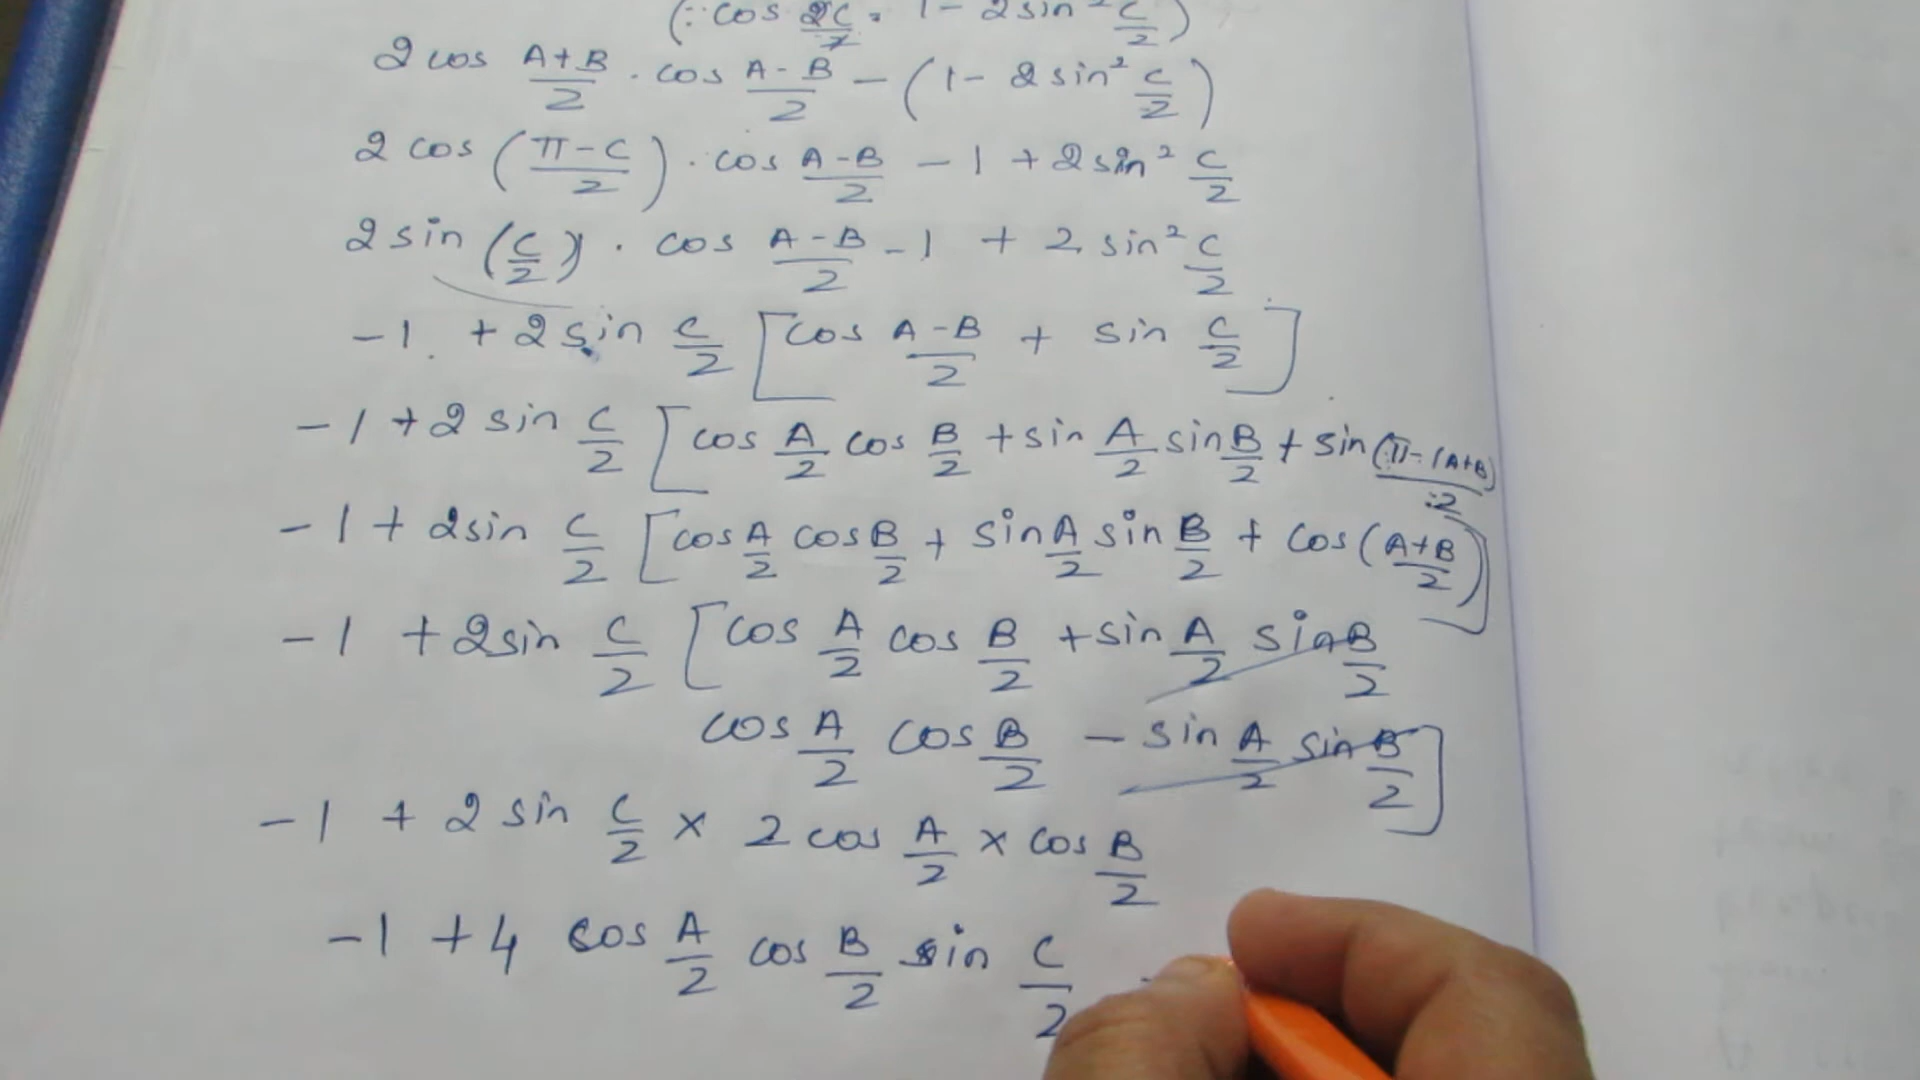 (∵ cos 2C/2 = 1 - 2 sin² C/2)
2 cos A+B/2 . cos A-B/2 - (1 - 2 sin² C/2)
2 cos (π-C/2) . cos A-B/2 - 1 + 2 sin² C/2
2 sin (C/2) . cos A-B/2 - 1 + 2 sin² C/2
-1 + 2 sin C/2 [cos A-B/2 + sin C/2]
-1 + 2 sin C/2 [cos A/2 cos B/2 + sin A/2 sin B/2 + sin (π-(A+B)/2)
-1 + 2 sin C/2 [cos A/2 cos B/2 + sin A/2 sin B/2 + cos (A+B/2)]
-1 + 2 sin C/2 [cos A/2 cos B/2 + sin A/2 sin B/2
cos A/2 cos B/2 - sin A/2 sin B/2]
-1 + 2 sin C/2 × 2 cos A/2 × cos B/2
-1 + 4 cos A/2 cos B/2 sin C/2